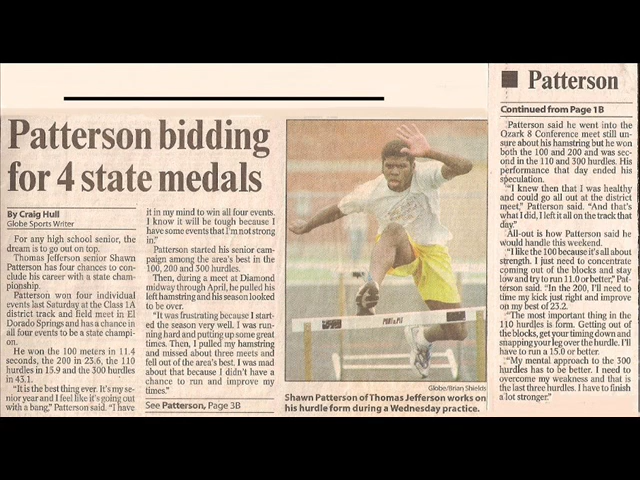 Patterson bidding
for 4 state medals
By Craig Hull
Globe Sports Writer
For any high school senior, the
dream is to go out on top.
Thomas Jefferson senior Shawn
Patterson has four chances to con-
clude his career with a state cham-
pionship.
Patterson won four individual
events last Saturday at the Class 1A
district track and field meet in El
Dorado Springs and has a chance in
all four events to be a state champi-
on.
He won the 100 meters in 11.4
seconds, the 200 in 23.6, the 110
hurdles in 15.9 and the 300 hurdles in
43.1.
"It is the best thing ever. It's my se-
nior year and I feel like it's going out
with a bang," Patterson said. "I have
it in my mind to win all four events.
I know it will be tough because I
have some events that I'm not strong
in."
Patterson started his senior cam-
paign among the area's best in the
100, 200 and 300 hurdles.
Then, during a meet at Diamond
midway through April, he pulled his
left hamstring and his season looked
to be over.
"It was frustrating because I start-
ed the season very well. I was run-
ning hard and putting up some great
times. Then, I pulled my hamstring
and missed about three meets and
fell out of the area's best. I was mad
about that because I didn't have a
chance to run and improve my
times."
See Patterson, Page 3B
Globe/Brian Shields
Shawn Patterson of Thomas Jefferson works on
his hurdle form during a Wednesday practice.
Patterson
Continued from Page 1B
Patterson said he went into the
Ozark 8 Conference meet still un-
sure about his hamstring but he won
both the 100 and 200 and was sec-
ond in the 110 and 300 hurdles. His
performance that day ended his
speculation.
"I knew then that I was healthy
and could go all out at the district
meet," Patterson said. "And that's
what I did, I left it all on the track that
day."
All-out is how Patterson said he
would handle this weekend.
"I like the 100 because it's all about
strength. I just need to concentrate
coming out of the blocks and stay
low and try to run 11.0 or better," Pat-
terson said. "In the 200, I'll need to
time my kick just right and improve
on my best of 23.2.
"The most important thing in the
110 hurdles is form. Getting out of
the blocks, get your timing down and
snapping your leg over the hurdle. I'll
have to run a 15.0 or better.
"My mental approach to the 300
hurdles has to be better. I need to
overcome my weakness and that is
the last three hurdles. I have to finish
a lot stronger."